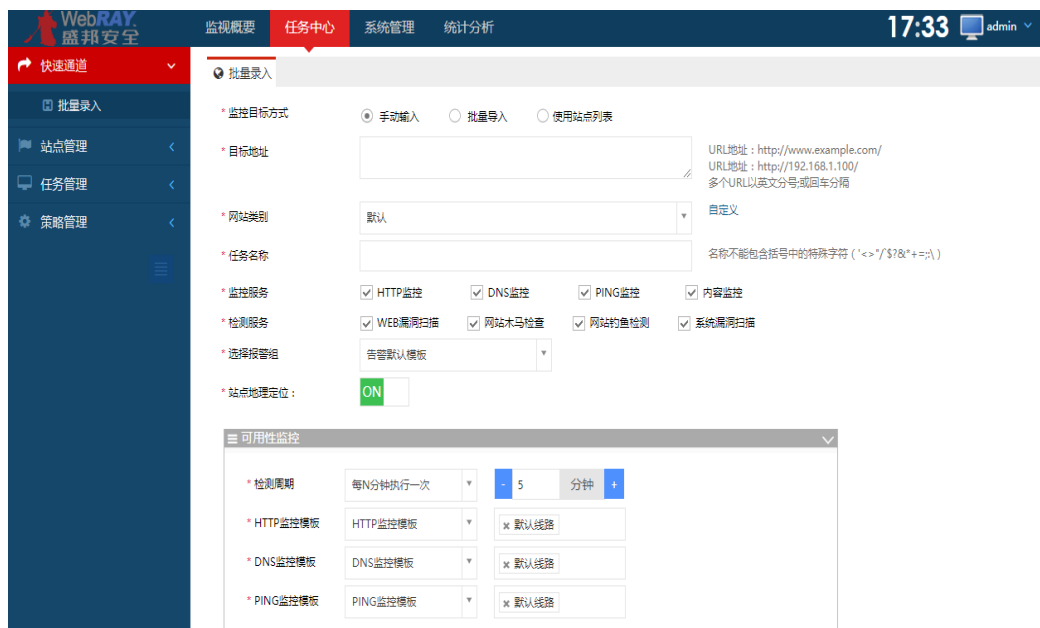 WebRAY.
盛邦安全
监视概要 任务中心 系统管理 统计分析 17:33 admin
快速通道
批量录入
站点管理
任务管理
策略管理
批量录入
* 监控目标方式 手动输入 批量导入 使用站点列表
* 目标地址
URL地址：http://www.example.com/
URL地址：http://192.168.1.100/
多个URL以英文分号;或回车分隔
* 网站类别 默认 自定义
* 任务名称 名称不能包含括号中的特殊字符 ( '<>"/`$?&*+=;:\ )
* 监控服务 HTTP监控 DNS监控 PING监控 内容监控
* 检测服务 WEB漏洞扫描 网站木马检查 网站钓鱼检测 系统漏洞扫描
* 选择报警组 告警默认模板
* 站点地理定位： ON
可用性监控
* 检测周期 每N分钟执行一次 - 5 分钟 +
* HTTP监控模板 HTTP监控模板 × 默认线路
* DNS监控模板 DNS监控模板 × 默认线路
* PING监控模板 PING监控模板 × 默认线路